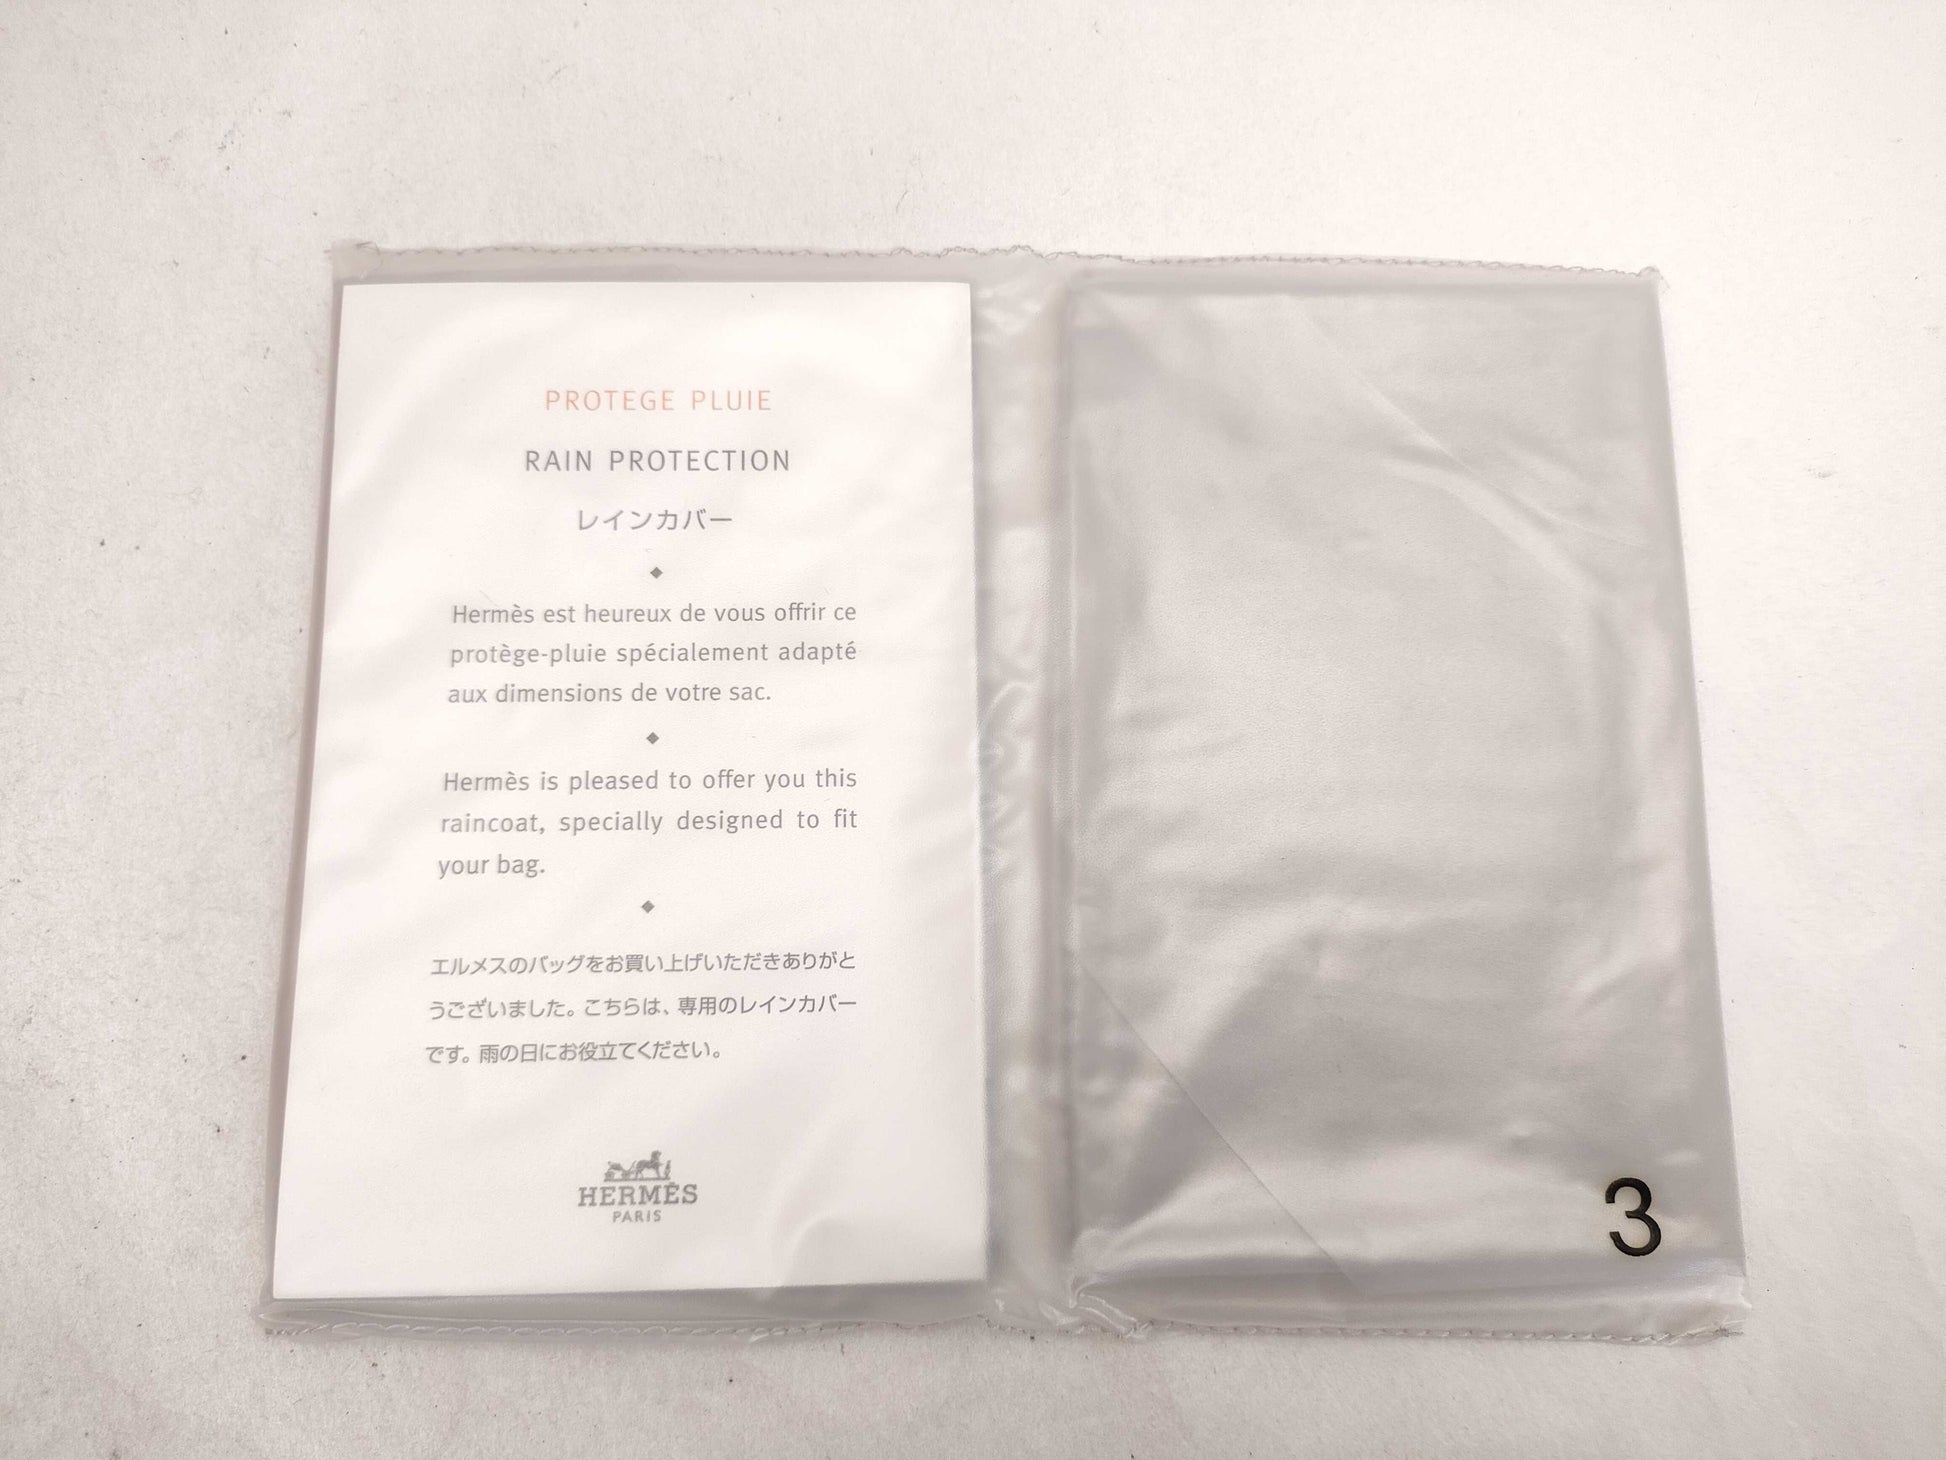 PROTEGE PLUIE
RAIN PROTECTION
レインカバー
Hermès est heureux de vous offrir ce
protège-pluie spécialement adapté
aux dimensions de votre sac.
Hermès is pleased to offer you this
raincoat, specially designed to fit
your bag.
エルメスのバッグをお買い上げいただきありがと
うございました。こちらは、専用のレインカバー
です。雨の日にお役立てください。
HERMÈS
PARIS
3